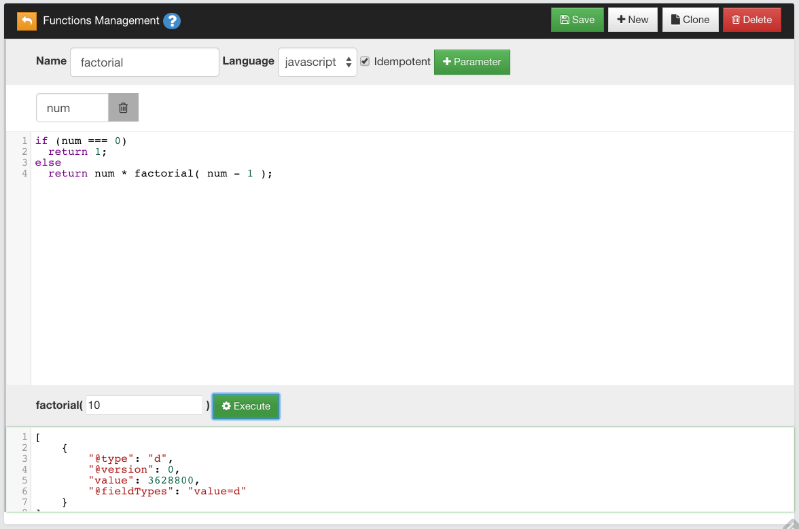 Functions Management ? Save + New Clone Delete
Name factorial Language javascript Idempotent + Parameter
num
1 if (num === 0)
2 return 1;
3 else
4 return num * factorial( num - 1 );
factorial( 10 ) Execute
1 [
2 {
3 "@type": "d",
4 "@version": 0,
5 "value": 3628800,
6 "@fieldTypes": "value=d"
7 }